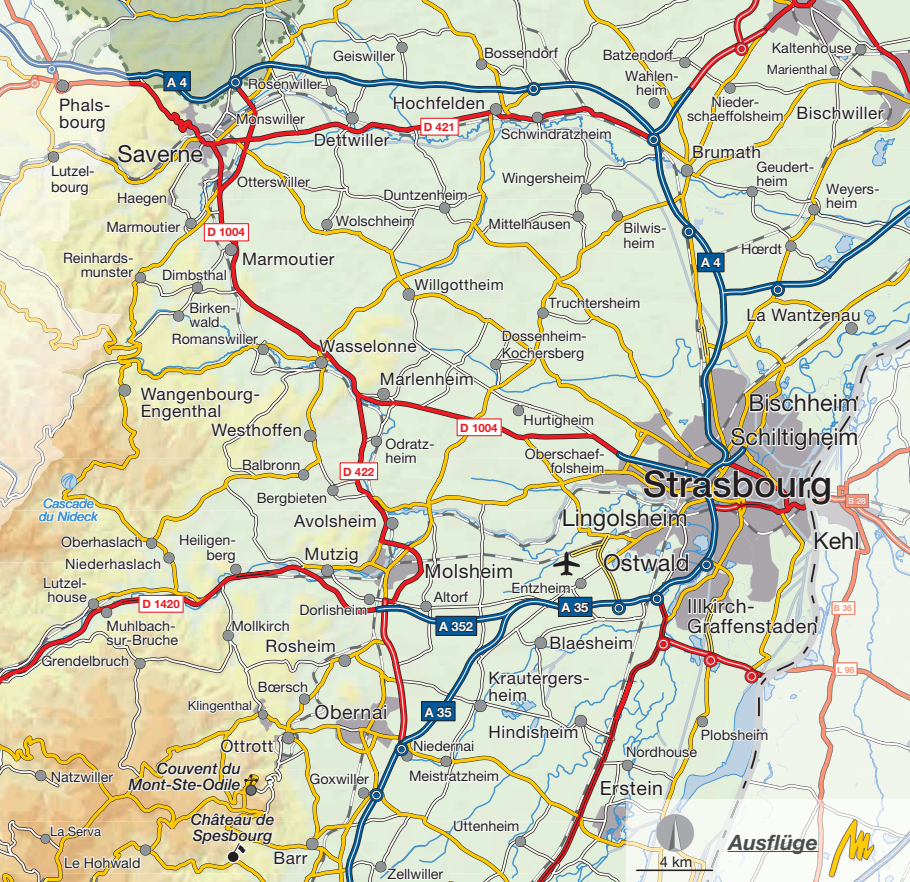 Geiswiller
Bossendorf
Batzendorf
Kaltenhouse
Marienthal
A 4
Rosenwiller
Wahlen-
heim
Phals-
bourg
Hochfelden
Nieder-
schaeffolsheim
Bischwiller
Monswiller
D 421
Dettwiller
Schwindratzheim
Saverne
Brumath
Lutzel-
bourg
Otterswiller
Wingersheim
Geudert-
heim
Haegen
Duntzenheim
Weyers-
heim
Marmoutier
Wolschheim
Mittelhausen
Bilwis-
heim
D 1004
Hœrdt
Reinhards-
munster
Marmoutier
A 4
Dimbsthal
Willgottheim
Birken-
wald
Truchtersheim
La Wantzenau
Romanswiller
Wasselonne
Dossenheim-
Kochersberg
Marlenheim
Wangenbourg-
Engenthal
Bischheim
Hurtigheim
Westhoffen
D 1004
Schiltigheim
Odratz-
heim
Oberschaef-
folsheim
Balbronn
D 422
Strasbourg
Bergbieten
B 28
Cascade
du Nideck
Avolsheim
Lingolsheim
Kehl
Oberhaslach
Heiligen-
berg
Mutzig
Niederhaslach
Molsheim
Ostwald
Lutzel-
house
Entzheim
D 1420
Dorlisheim
Altorf
A 35
Illkirch-
Graffenstaden
B 36
Muhlbach-
sur-Bruche
Mollkirch
A 352
Rosheim
Blaesheim
Grendelbruch
L 98
Krautergers-
heim
Bœrsch
Klingenthal
Obernai
A 35
Hindisheim
Plobsheim
Ottrott
Niedernai
Nordhouse
Couvent du
Mont-Ste-Odile
Natzwiller
Goxwiller
Meistratzheim
Erstein
Château de
Spesbourg
La Serva
Uttenheim
Ausflüge
Le Hohwald
Barr
4 km
Zellwiller